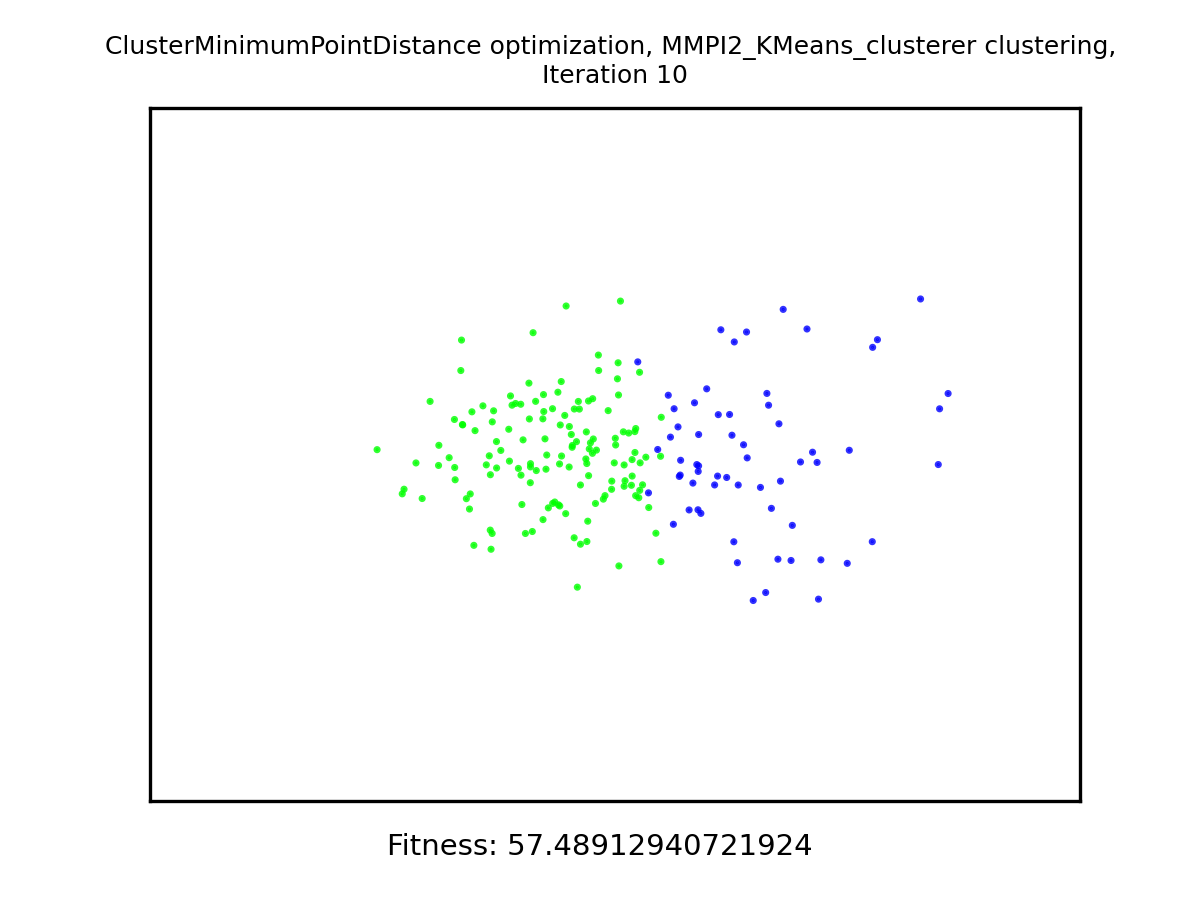 ClusterMinimumPointDistance optimization, MMPI2_KMeans_clusterer clustering,
Iteration 10
Fitness: 57.48912940721924